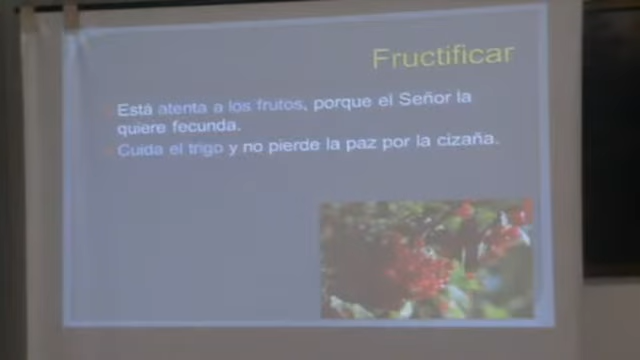 Fructificar
Está atenta a los frutos, porque el Señor la
quiere fecunda.
Cuida el trigo y no pierde la paz por la cizaña.